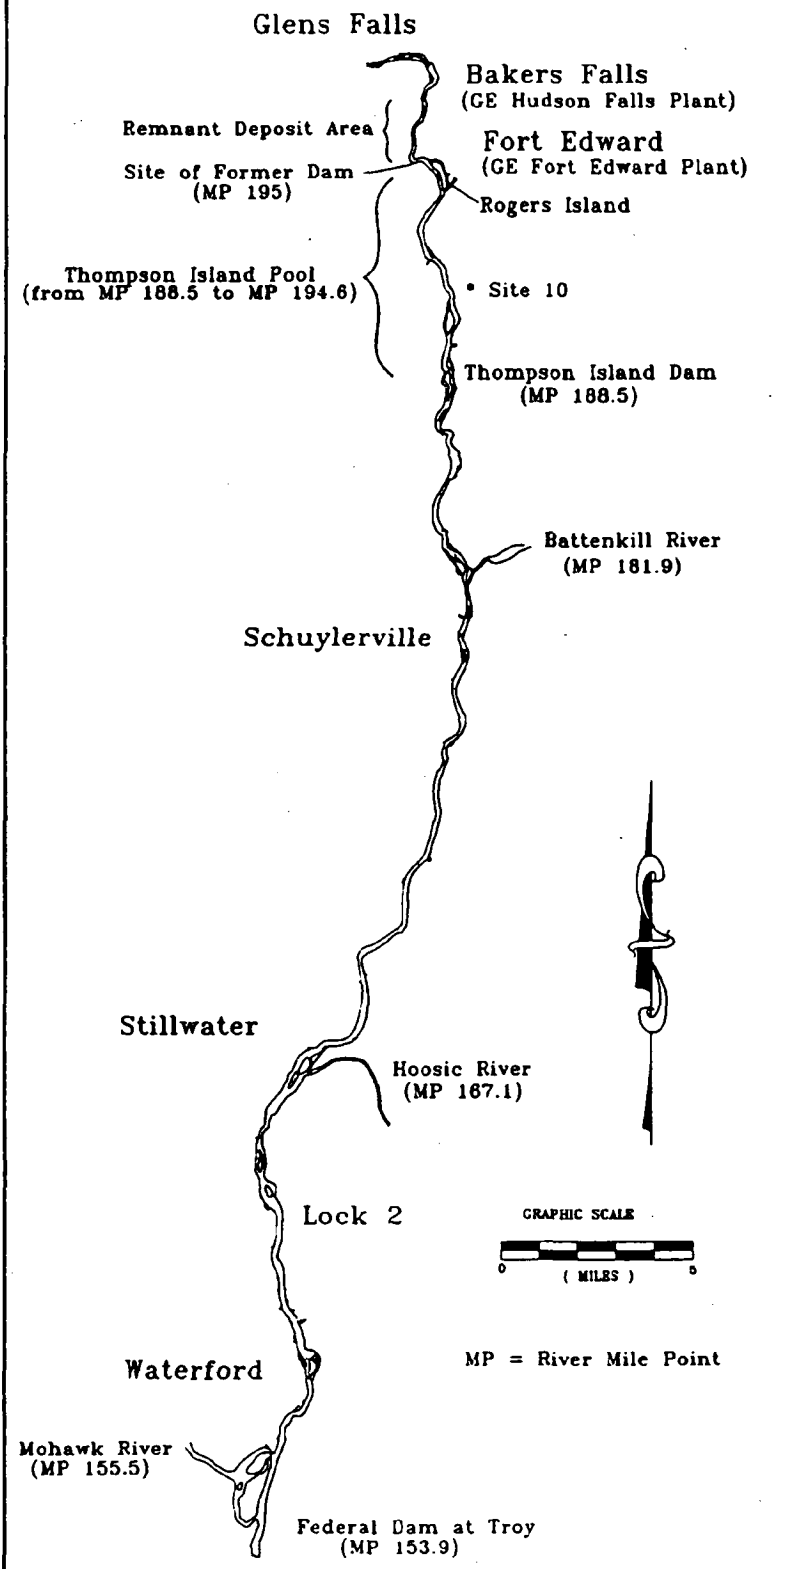 Glens Falls
Bakers Falls
(GE Hudson Falls Plant)
Remnant Deposit Area
Fort Edward
(GE Fort Edward Plant)
Site of Former Dam
(MP 195)
Rogers Island
Thompson Island Pool
(from MP 188.5 to MP 194.6)
Site 10
Thompson Island Dam
(MP 188.5)
Battenkill River
(MP 181.9)
Schuylerville
Stillwater
Hoosic River
(MP 167.1)
Lock 2
GRAPHIC SCALE
0 5
( MILES )
Waterford
MP = River Mile Point
Mohawk River
(MP 155.5)
Federal Dam at Troy
(MP 153.9)